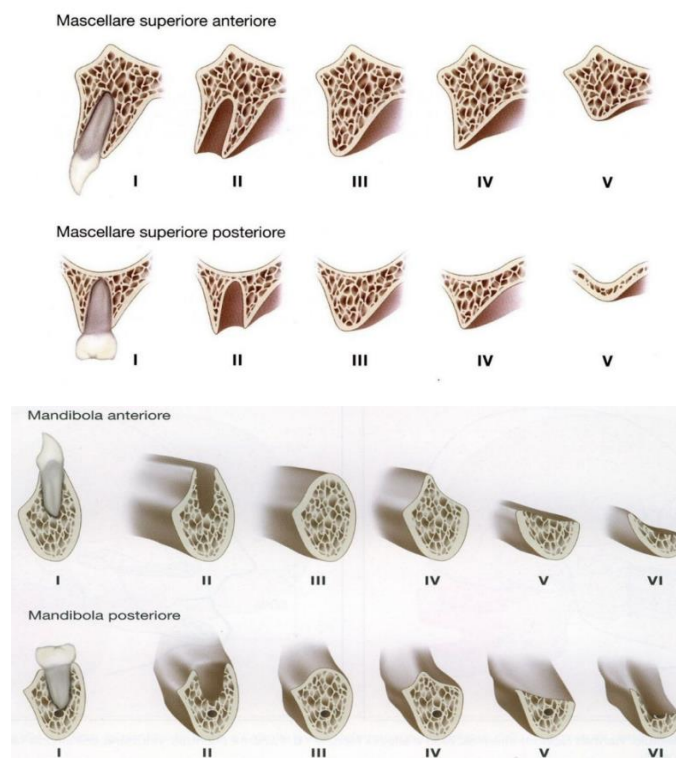 Mascellare superiore anteriore
I II III IV V
Mascellare superiore posteriore
I II III IV V
Mandibola anteriore
I II III IV V VI
Mandibola posteriore
I II III IV V VI